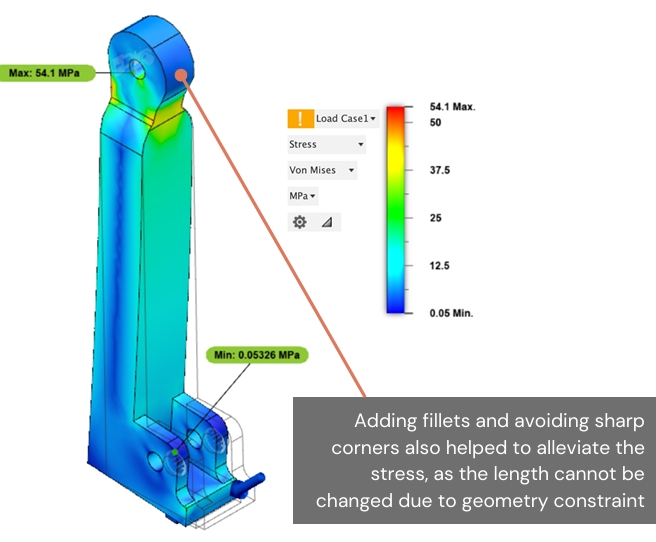 Max: 54.1 MPa
Load Case1
Stress
Von Mises
MPa
54.1 Max.
50
37.5
25
12.5
0.05 Min.
Min: 0.05326 MPa
Adding fillets and avoiding sharp
corners also helped to alleviate the
stress, as the length cannot be
changed due to geometry constraint